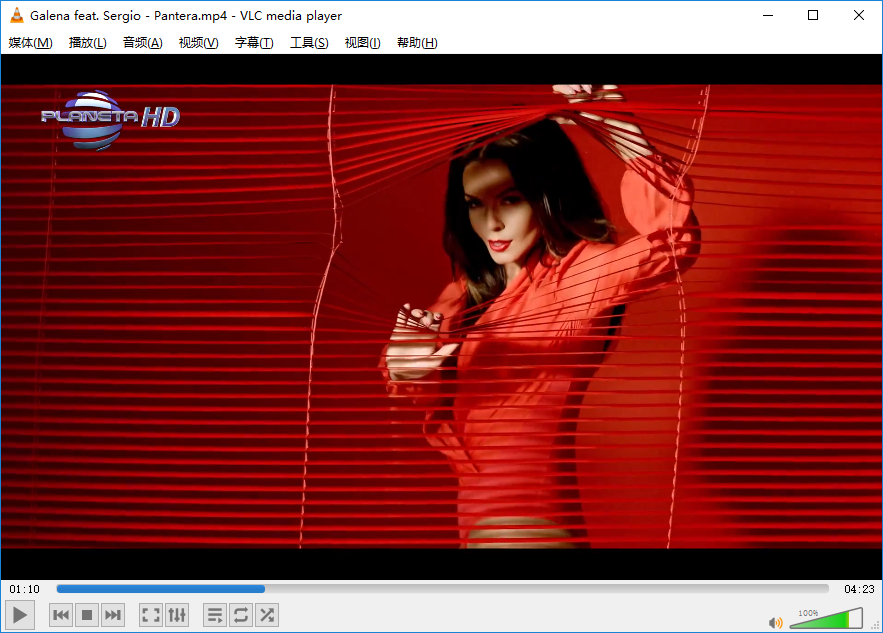 Galena feat. Sergio - Pantera.mp4 - VLC media player
媒体(M) 播放(L) 音频(A) 视频(V) 字幕(T) 工具(S) 视图(I) 帮助(H)
PLANETA HD
01:10 04:23
100%